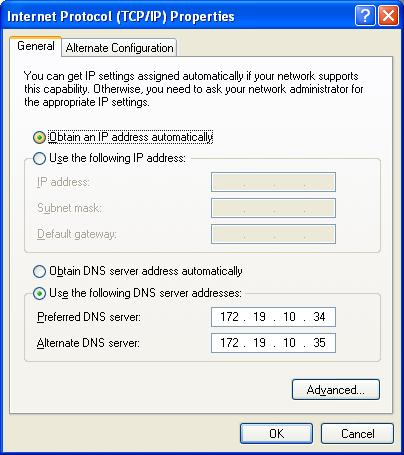 Internet Protocol (TCP/IP) Properties
General Alternate Configuration
You can get IP settings assigned automatically if your network supports
this capability. Otherwise, you need to ask your network administrator for
the appropriate IP settings.
Obtain an IP address automatically
Use the following IP address:
IP address: . . .
Subnet mask: . . .
Default gateway: . . .
Obtain DNS server address automatically
Use the following DNS server addresses:
Preferred DNS server: 172 . 19 . 10 . 34
Alternate DNS server: 172 . 19 . 10 . 35
Advanced...
OK Cancel